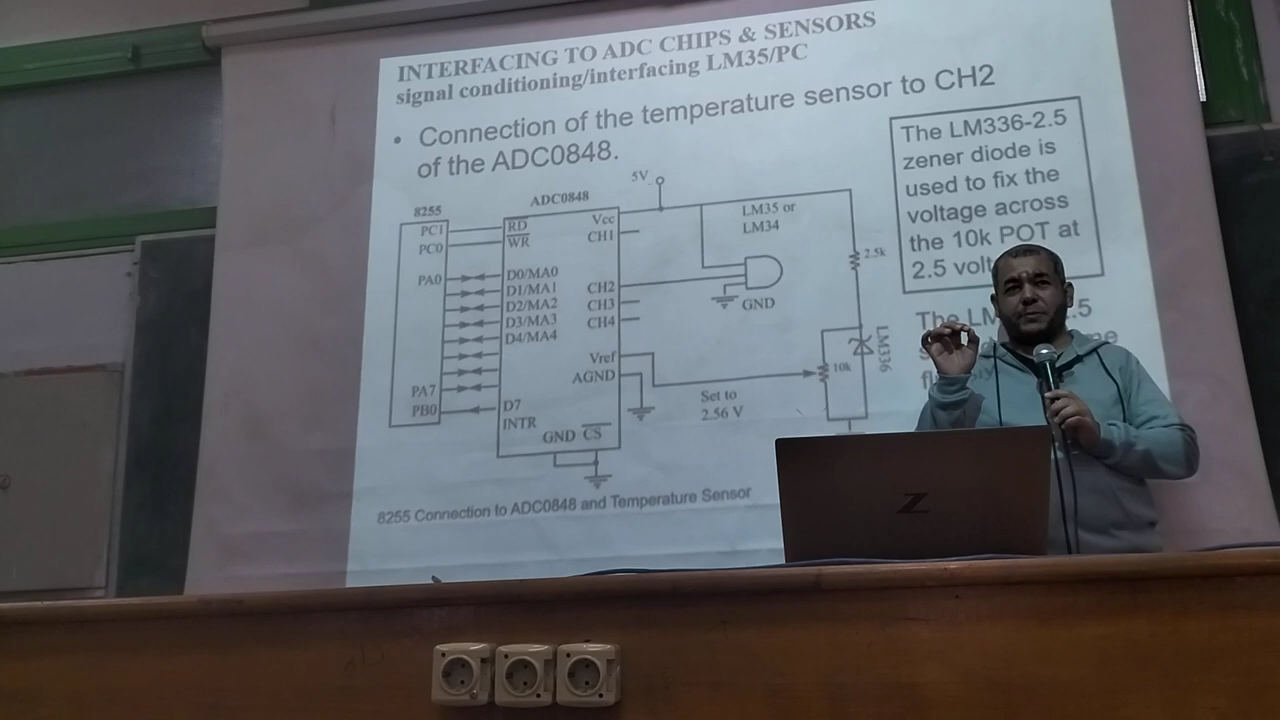 INTERFACING TO ADC CHIPS & SENSORS
signal conditioning/interfacing LM35/PC
• Connection of the temperature sensor to CH2
of the ADC0848.
The LM336-2.5
zener diode is
used to fix the
voltage across
the 10k POT at
2.5 volt
The LM
.5
5V
8255
ADC0848
PC1
PC0
PA0
PA7
PB0
RD
WR
D0/MA0
D1/MA1
D2/MA2
D3/MA3
D4/MA4
D7
INTR
GND CS
Vcc
CH1
CH2
CH3
CH4
Vref
AGND
LM35 or
LM34
GND
2.5k
10k
LM336
Set to
2.56 V
8255 Connection to ADC0848 and Temperature Sensor
Z